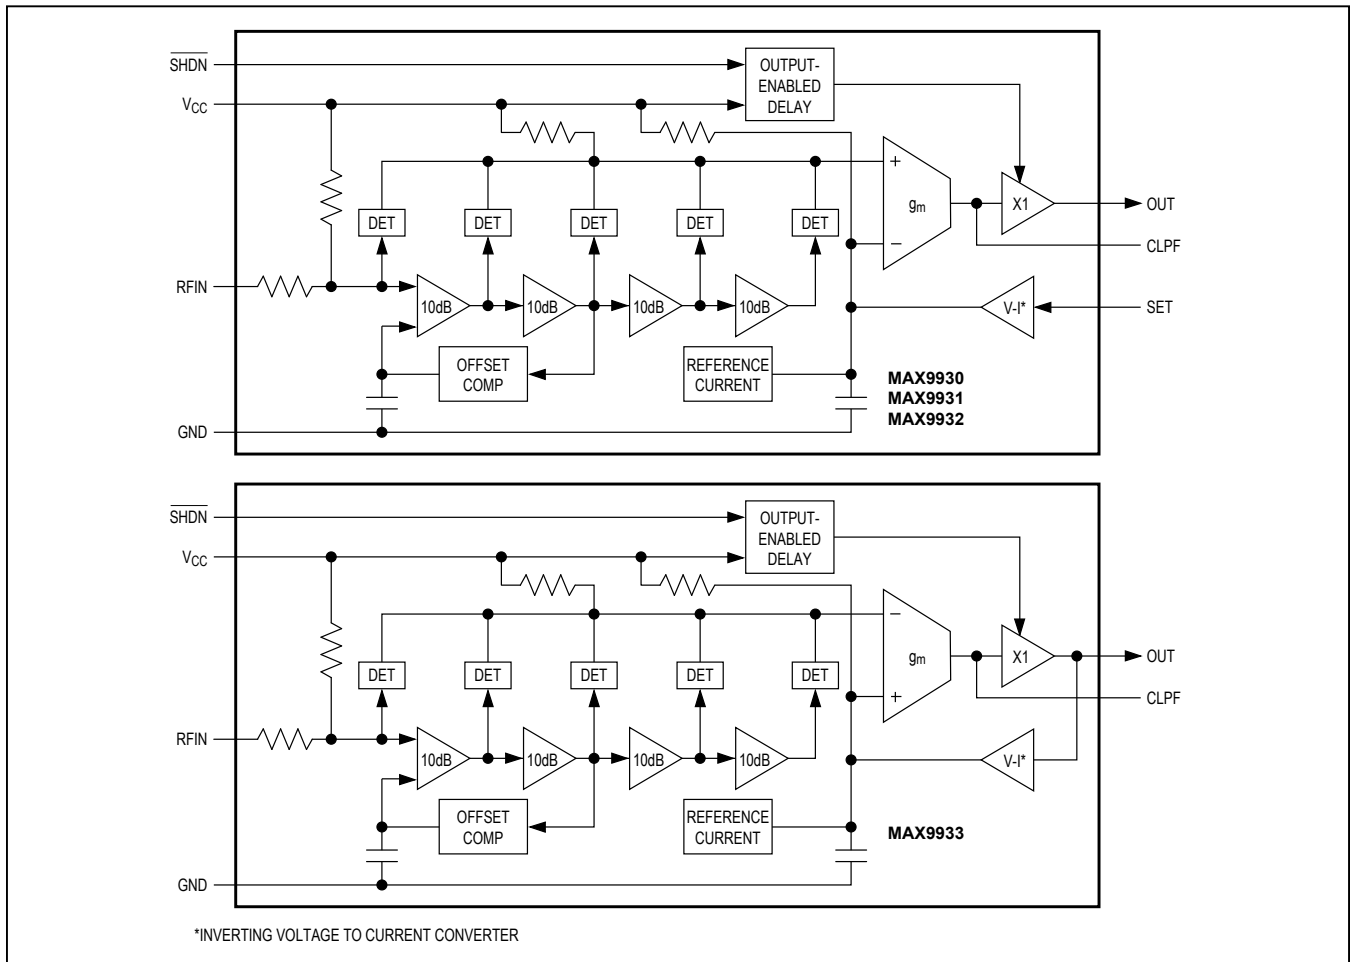 SHDN
VCC
RFIN
GND
OUTPUT-
ENABLED
DELAY
DET
DET
DET
DET
DET
10dB
10dB
10dB
10dB
OFFSET
COMP
REFERENCE
CURRENT
+
gm
−
X1
V-I*
OUT
CLPF
SET
MAX9930
MAX9931
MAX9932
SHDN
VCC
RFIN
GND
OUTPUT-
ENABLED
DELAY
DET
DET
DET
DET
DET
10dB
10dB
10dB
10dB
OFFSET
COMP
REFERENCE
CURRENT
−
gm
+
X1
V-I*
OUT
CLPF
MAX9933
*INVERTING VOLTAGE TO CURRENT CONVERTER